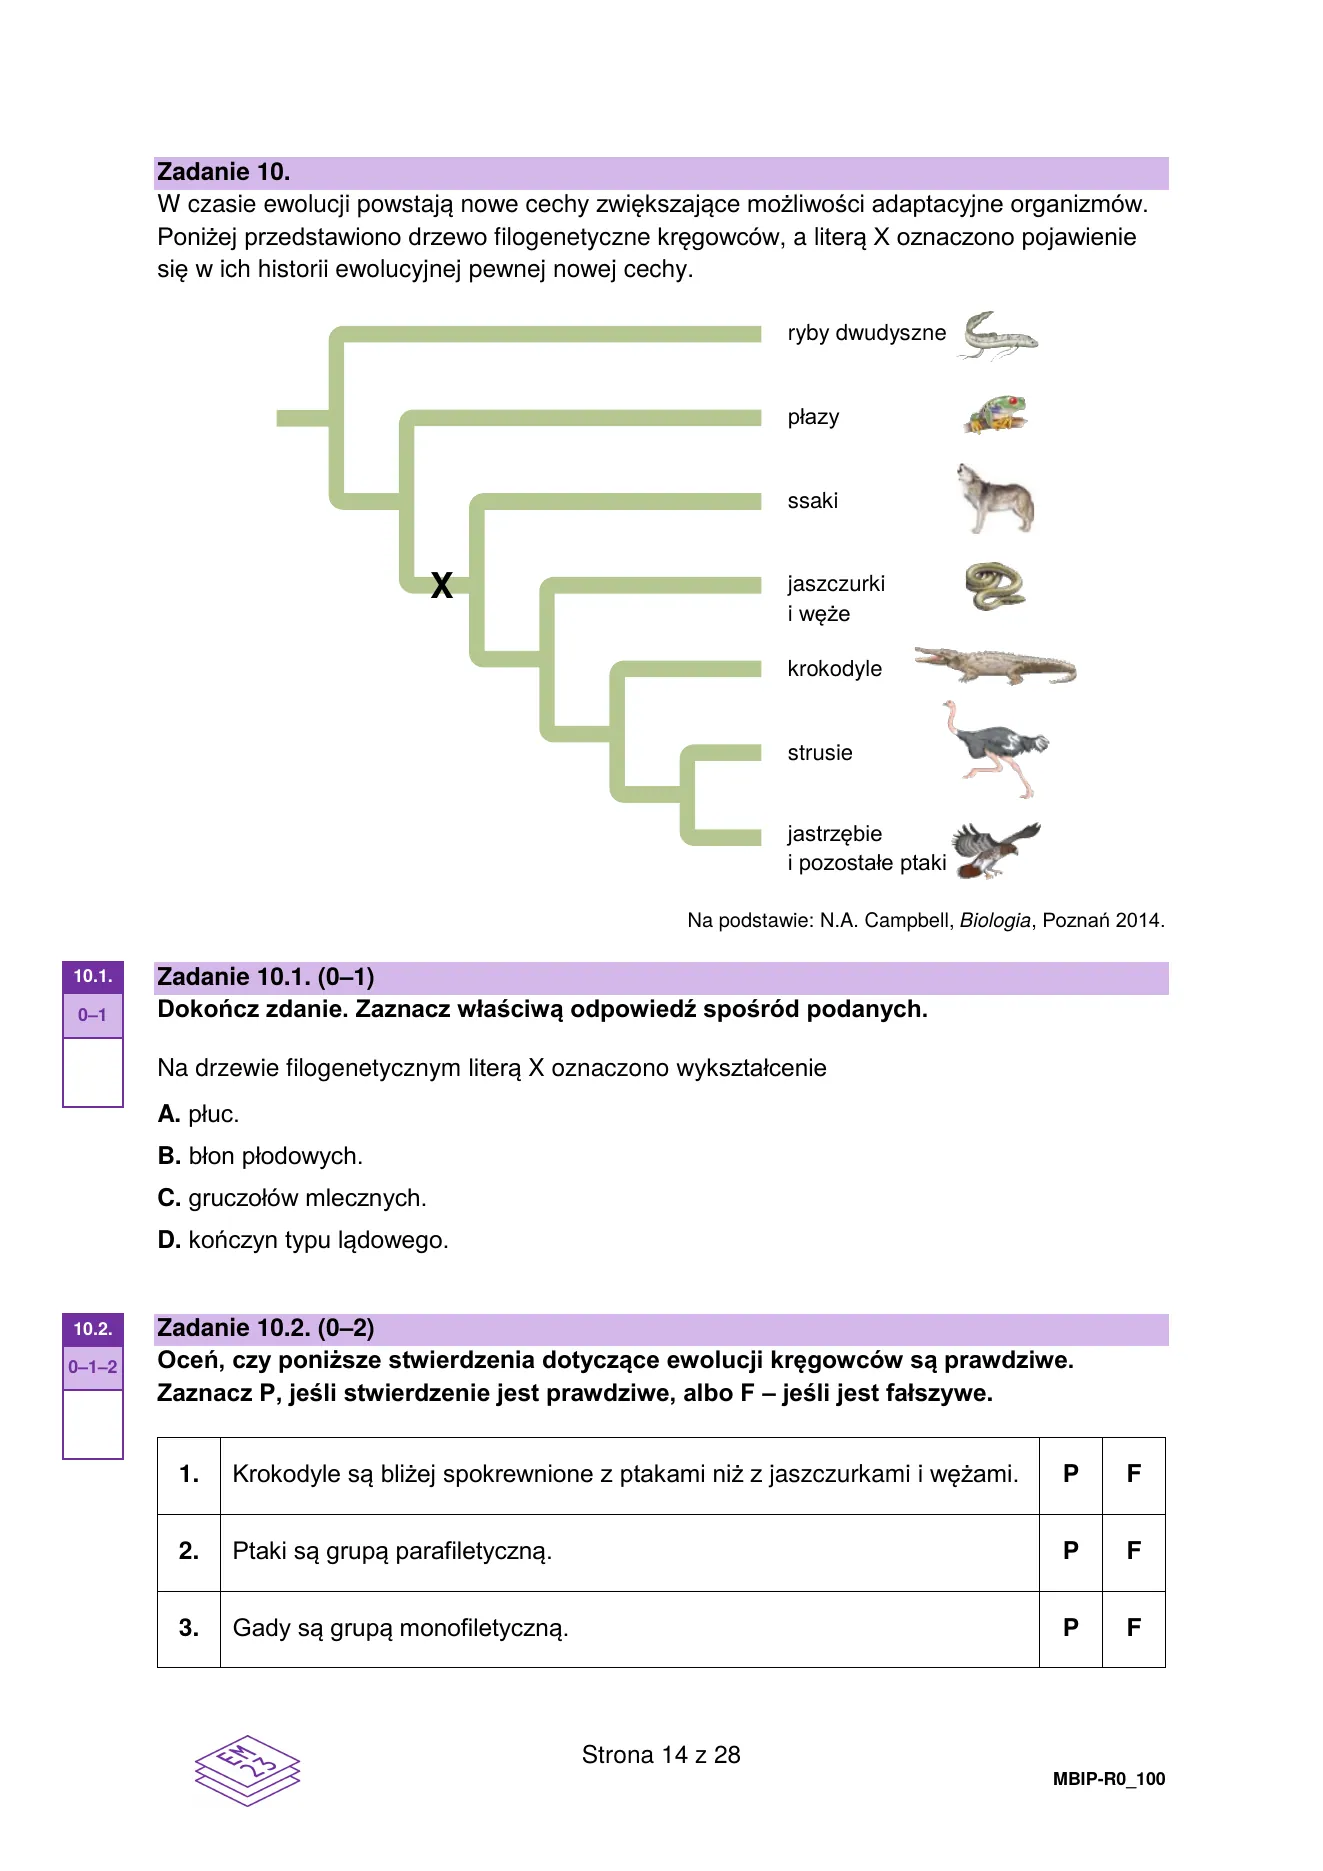 Zadanie 10.
W czasie ewolucji powstają nowe cechy zwiększające możliwości adaptacyjne organizmów.
Poniżej przedstawiono drzewo filogenetyczne kręgowców, a literą X oznaczono pojawienie
się w ich historii ewolucyjnej pewnej nowej cechy.
ryby dwudyszne
płazy
ssaki
X
jaszczurki
i węże
krokodyle
strusie
jastrzębie
i pozostałe ptaki
Na podstawie: N.A. Campbell, Biologia, Poznań 2014.
10.1.
0–1
Zadanie 10.1. (0–1)
Dokończ zdanie. Zaznacz właściwą odpowiedź spośród podanych.
Na drzewie filogenetycznym literą X oznaczono wykształcenie
A. płuc.
B. błon płodowych.
C. gruczołów mlecznych.
D. kończyn typu lądowego.
10.2.
0–1–2
Zadanie 10.2. (0–2)
Oceń, czy poniższe stwierdzenia dotyczące ewolucji kręgowców są prawdziwe.
Zaznacz P, jeśli stwierdzenie jest prawdziwe, albo F – jeśli jest fałszywe.
1. Krokodyle są bliżej spokrewnione z ptakami niż z jaszczurkami i wężami. P F
2. Ptaki są grupą parafiletyczną. P F
3. Gady są grupą monofiletyczną. P F
EM
23
Strona 14 z 28
MBIP-R0_100